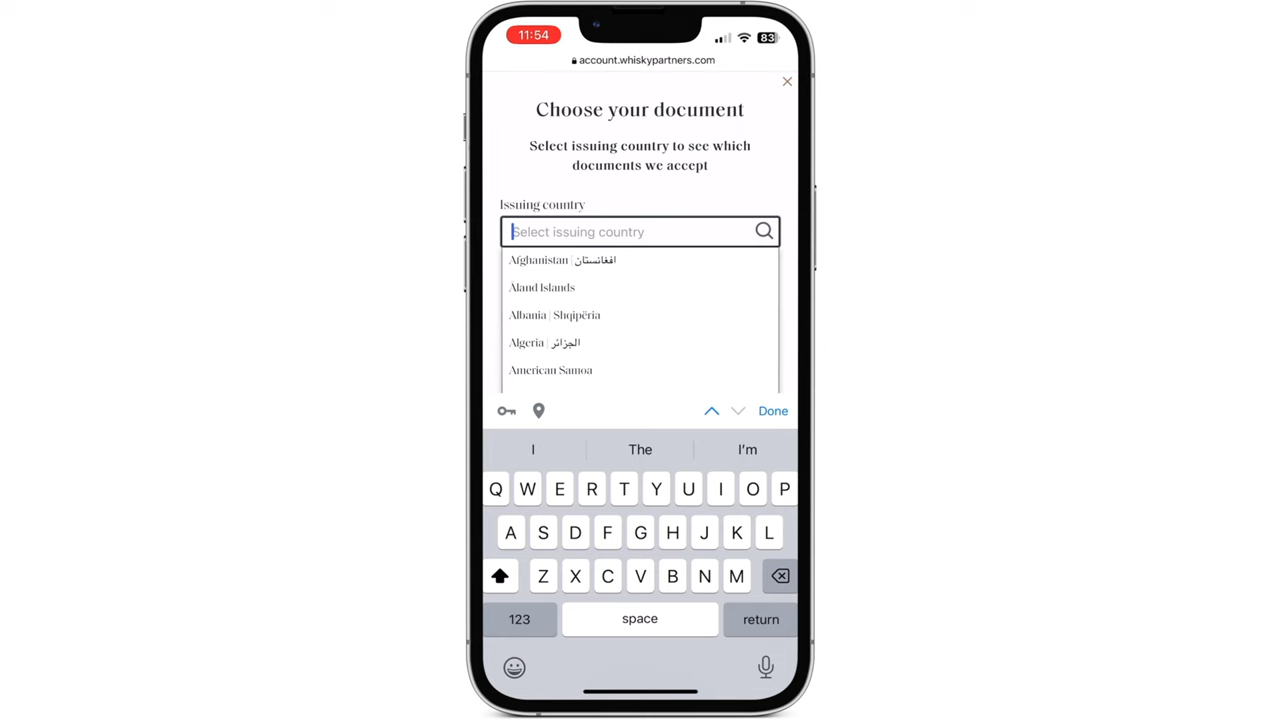 11:54
83
account.whiskypartners.com
Choose your document
Select issuing country to see which
documents we accept
Issuing country
Select issuing country
Afghanistan | افغانستان
Åland Islands
Albania | Shqipëria
Algeria | الجزائر
American Samoa
Done
I The I'm
Q W E R T Y U I O P
A S D F G H J K L
Z X C V B N M
123 space return